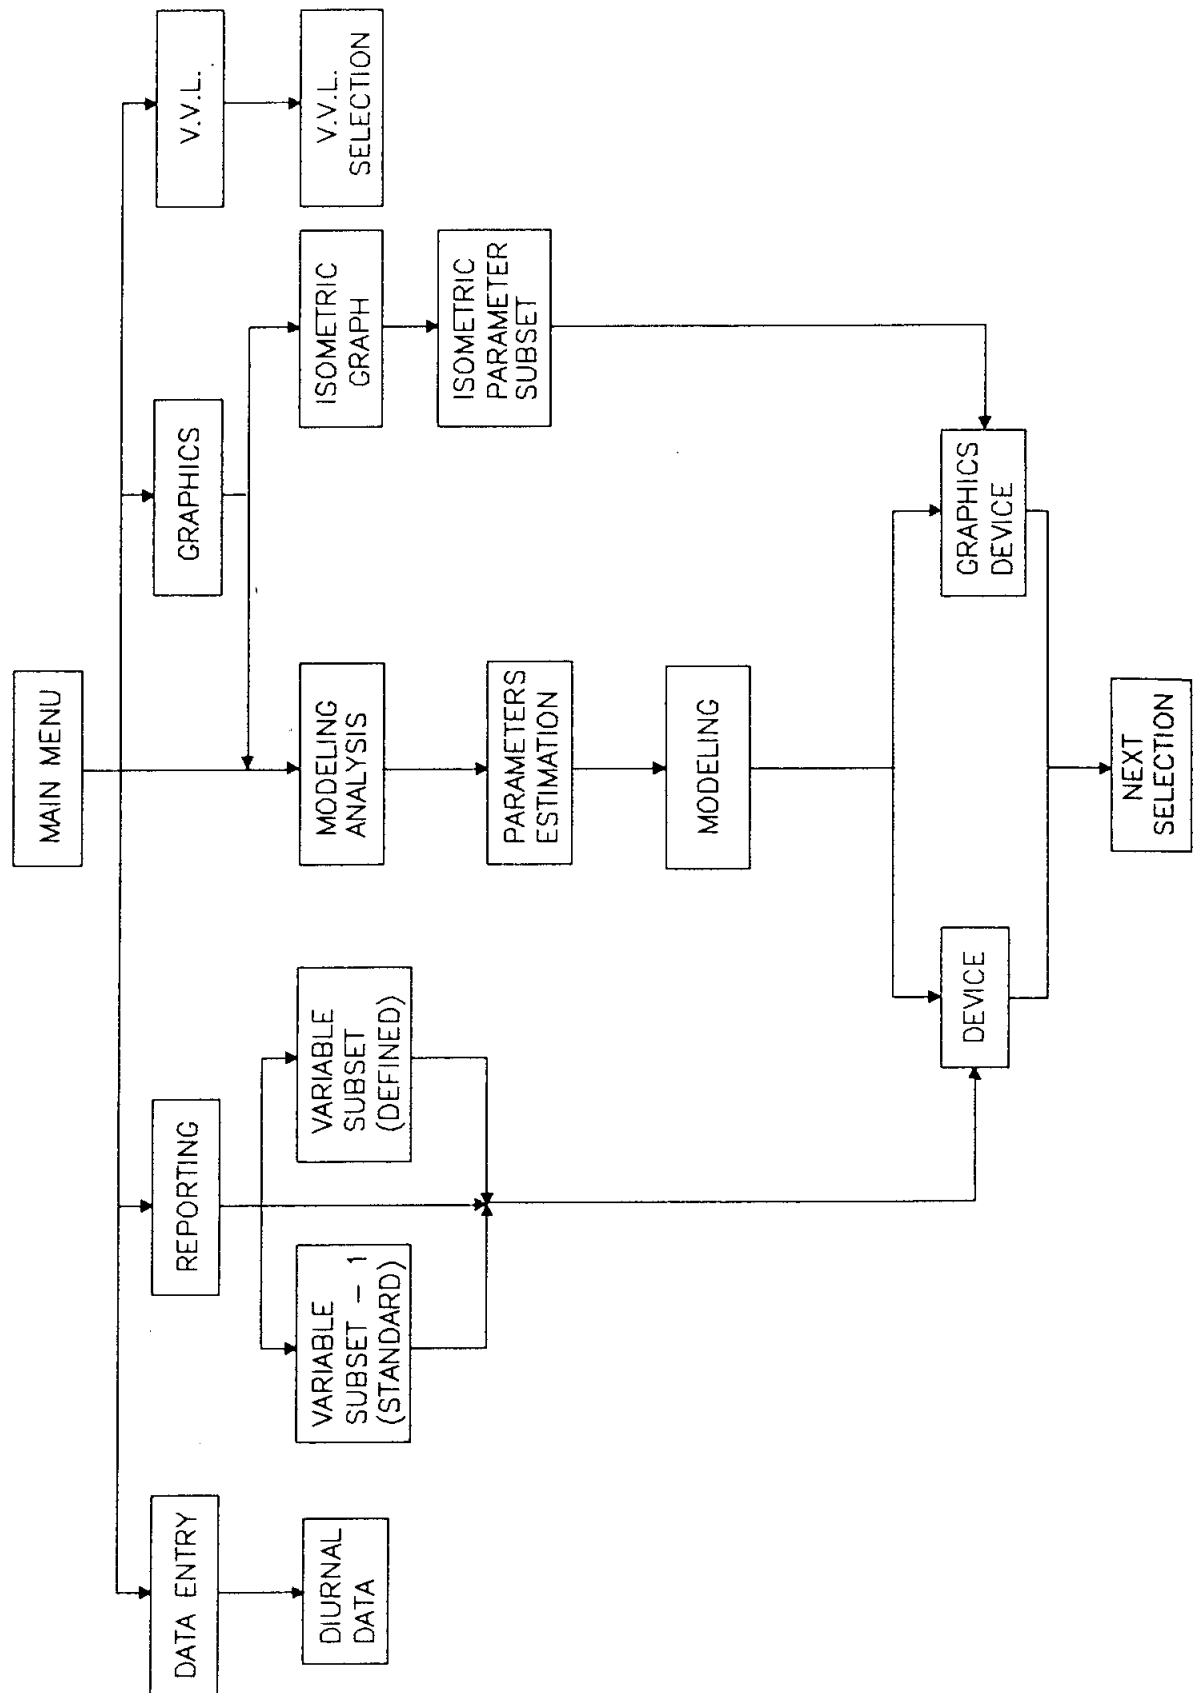 MAIN MENU
DATA ENTRY
REPORTING
GRAPHICS
V.V.L.
DIURNAL
DATA
VARIABLE
SUBSET - 1
(STANDARD)
VARIABLE
SUBSET
(DEFINED)
MODELING
ANALYSIS
ISOMETRIC
GRAPH
V.V.L.
SELECTION
PARAMETERS
ESTIMATION
ISOMETRIC
PARAMETER
SUBSET
MODELING
DEVICE
GRAPHICS
DEVICE
NEXT
SELECTION